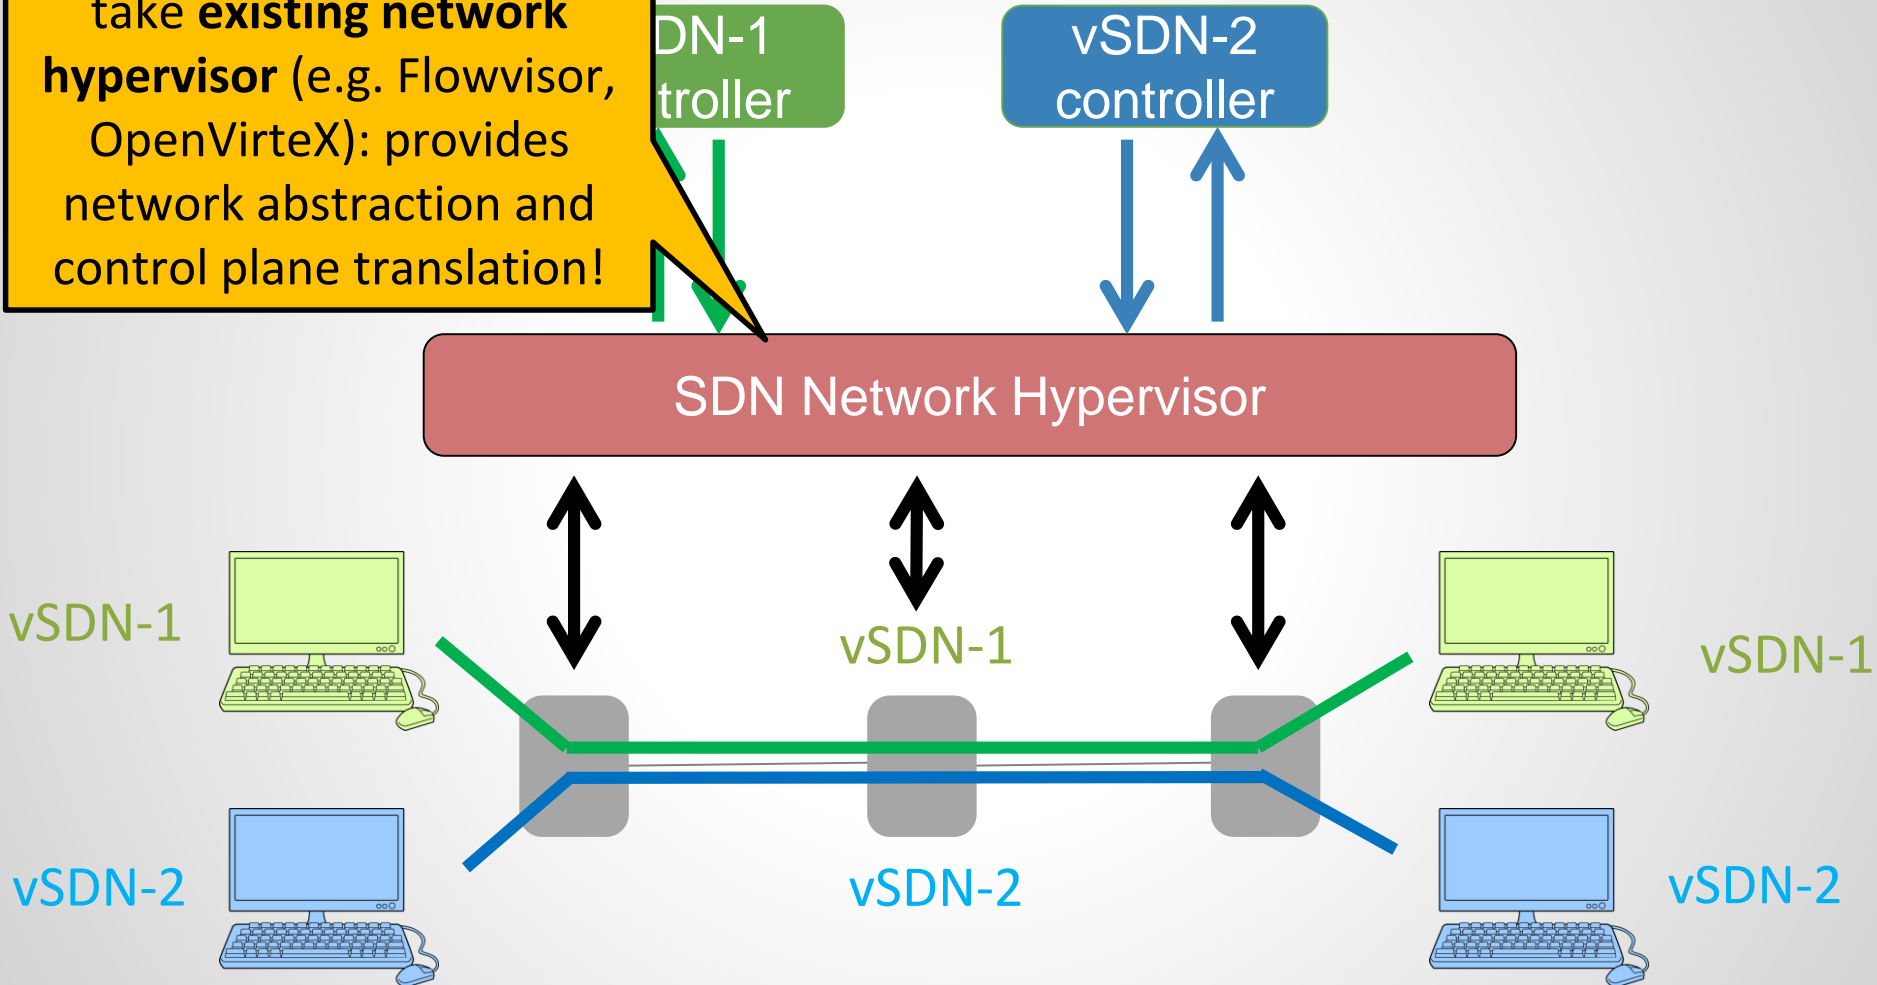 take existing network
hypervisor (e.g. Flowvisor,
OpenVirteX): provides
network abstraction and
control plane translation!
DN-1
troller
vSDN-2
controller
SDN Network Hypervisor
vSDN-1
vSDN-1
vSDN-1
vSDN-2
vSDN-2
vSDN-2